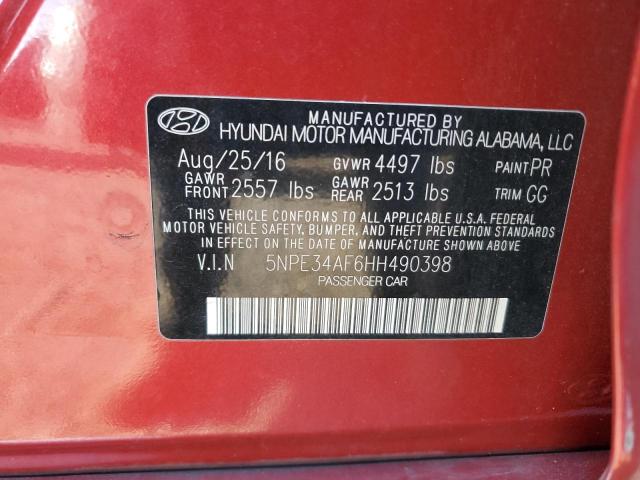 MANUFACTURED BY
HYUNDAI MOTOR MANUFACTURING ALABAMA, LLC
Aug/25/16 GVWR 4497 lbs PAINT PR
GAWR FRONT 2557 lbs GAWR REAR 2513 lbs TRIM GG
THIS VEHICLE CONFORMS TO ALL APPLICABLE U.S.A. FEDERAL
MOTOR VEHICLE SAFETY, BUMPER, AND THEFT PREVENTION
STANDARDS IN EFFECT ON THE DATE OF MANUFACTURE SHOWN ABOVE
V.I.N 5NPE34AF6HH490398
PASSENGER CAR